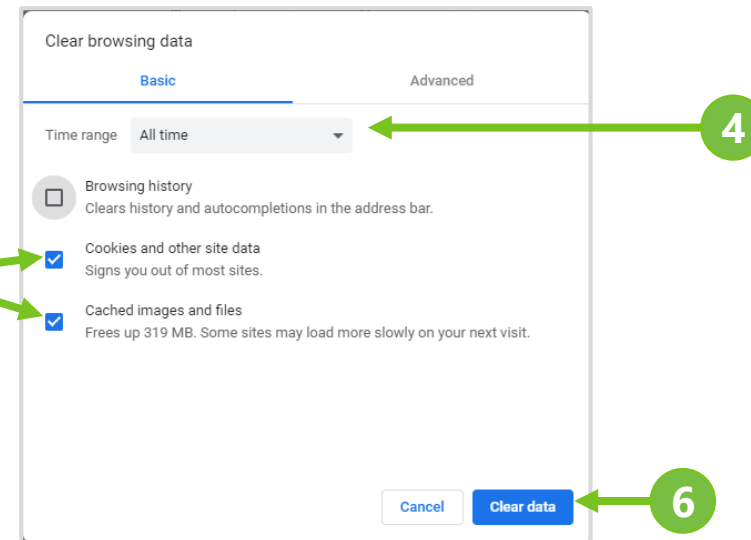 Clear browsing data
Basic Advanced
Time range All time
4
Browsing history
Clears history and autocompletions in the address bar.
Cookies and other site data
Signs you out of most sites.
Cached images and files
Frees up 319 MB. Some sites may load more slowly on your next visit.
Cancel Clear data
6